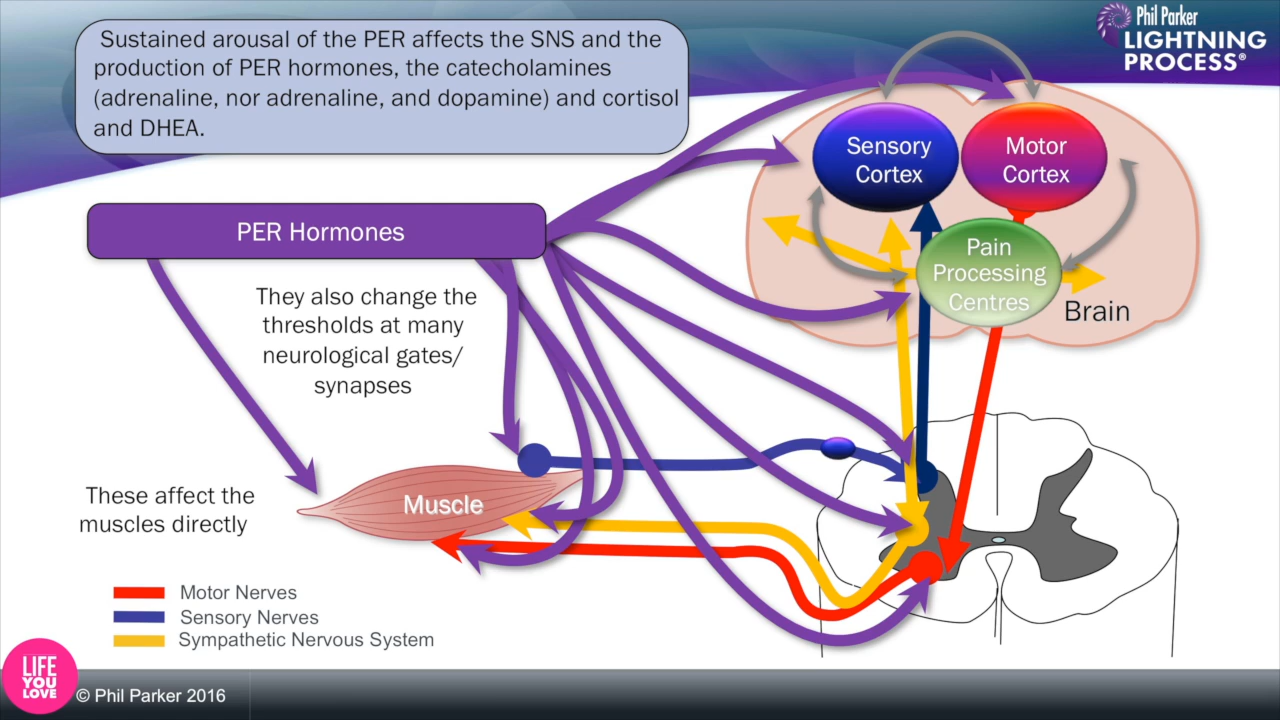 Phil Parker
LIGHTNING
PROCESS®
Sustained arousal of the PER affects the SNS and the
production of PER hormones, the catecholamines
(adrenaline, nor adrenaline, and dopamine) and cortisol
and DHEA.
Sensory
Cortex
Motor
Cortex
PER Hormones
Pain
Processing
Centres
Brain
They also change the
thresholds at many
neurological gates/
synapses
These affect the
muscles directly
Muscle
Motor Nerves
Sensory Nerves
Sympathetic Nervous System
LIFE
YOU
LOVE
© Phil Parker 2016